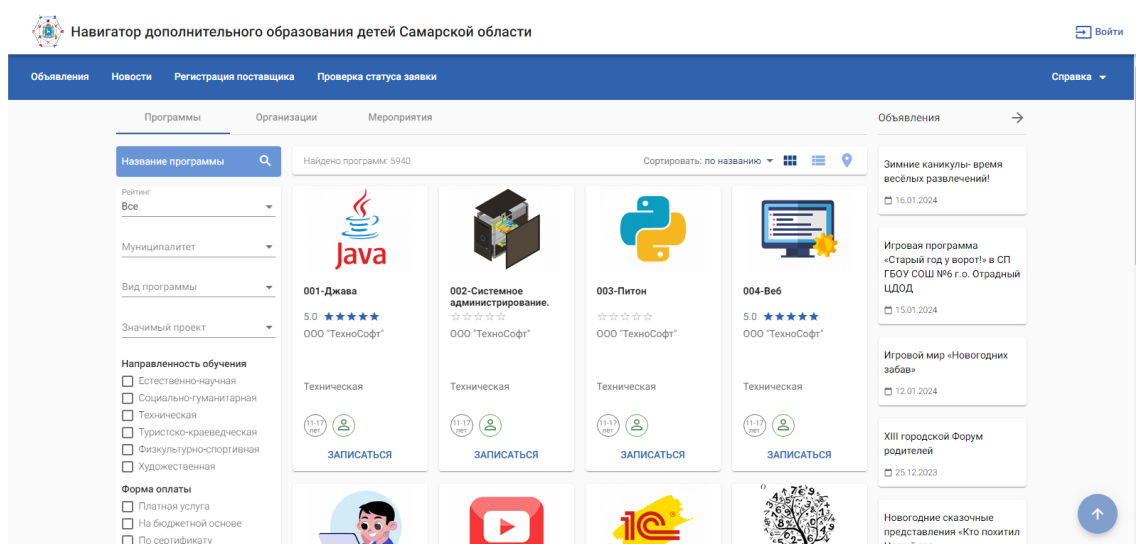 Навигатор дополнительного образования детей Самарской области
Войти
Объявления
Новости
Регистрация поставщика
Проверка статуса заявки
Справка
Программы
Организации
Мероприятия
Название программы
Рейтинг
Все
Муниципалитет
Вид программы
Значимый проект
Направленность обучения
Естественно-научная
Социально-гуманитарная
Техническая
Туристско-краеведческая
Физкультурно-спортивная
Художественная
Форма оплаты
Платная услуга
На бюджетной основе
По сертификату
Найдено программ: 5940
Сортировать: по названию
Java
001-Джава
5.0
ООО "ТехноСофт"
Техническая
11-17
лет
ЗАПИСАТЬСЯ
002-Системное
администрирование.
ООО "ТехноСофт"
Техническая
11-17
лет
ЗАПИСАТЬСЯ
003-Питон
ООО "ТехноСофт"
Техническая
11-17
лет
ЗАПИСАТЬСЯ
004-Веб
5.0
ООО "ТехноСофт"
Техническая
11-17
лет
ЗАПИСАТЬСЯ
1С
Объявления
Зимние каникулы- время
весёлых развлечений!
16.01.2024
Игровая программа
«Старый год у ворот!» в СП
ГБОУ СОШ №6 г.о. Отрадный
ЦДОД
15.01.2024
Игровой мир «Новогодних
забав»
12.01.2024
XIII городской Форум
родителей
25.12.2023
Новогодние сказочные
представления «Кто похитил